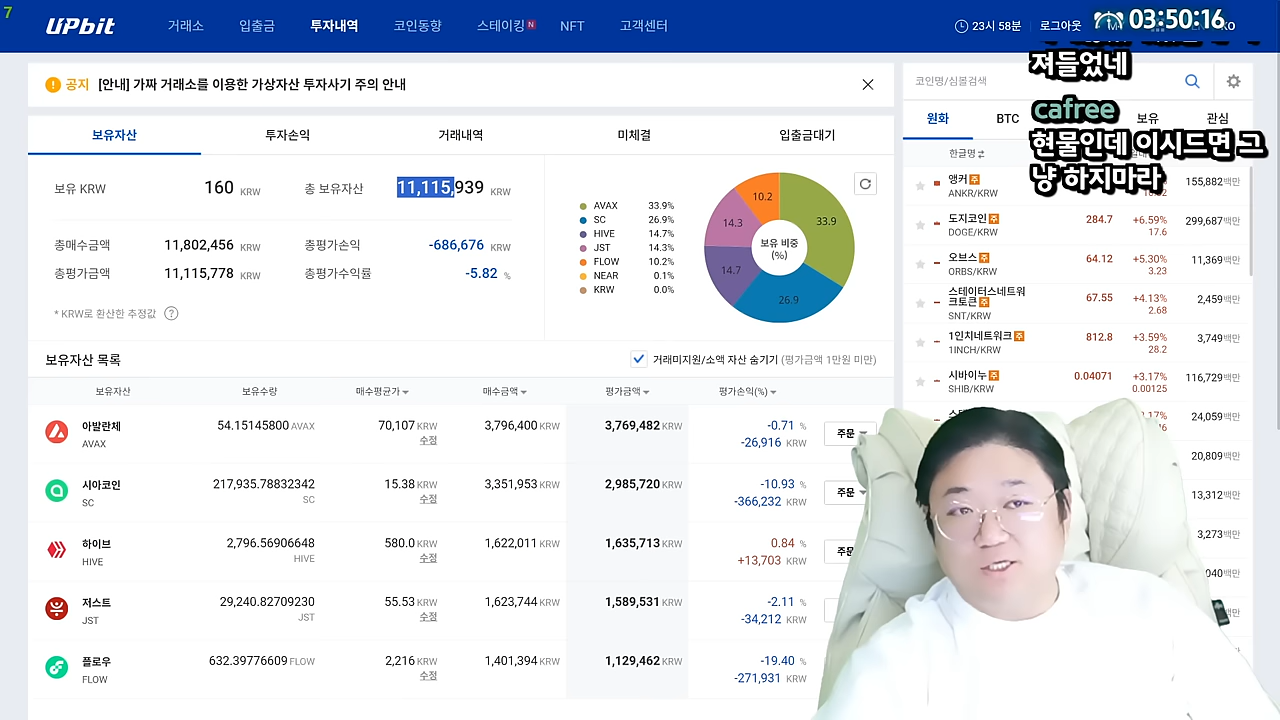 7
UPbit 거래소 입출금 투자내역 코인동향 스테이킹 N NFT 고객센터 23시 58분 로그아웃 03:50:16
공지 [안내] 가짜 거래소를 이용한 가상자산 투자사기 주의 안내
져들었네
cafree
현물인데 이시드면 그
냥 하지마라
보유자산 투자손익 거래내역 미체결 입출금대기
보유 KRW 160 KRW 총 보유자산 11,115,939 KRW
총매수금액 11,802,456 KRW 총평가손익 -686,676 KRW
총평가금액 11,115,778 KRW 총평가수익률 -5.82 %
* KRW로 환산한 추정값 ?
AVAX 33.9%
SC 26.9%
HIVE 14.7%
JST 14.3%
FLOW 10.2%
NEAR 0.1%
KRW 0.0%
보유 비중
(%)
33.9
26.9
14.7
14.3
10.2
보유자산 목록 거래미지원/소액 자산 숨기기 (평가금액 1만원 미만)
보유자산 보유수량 매수평균가 매수금액 평가금액 평가손익(%)
아발란체 54.15145800 AVAX 70,107 KRW 3,796,400 KRW 3,769,482 KRW -0.71 % 주문
AVAX 수정 -26,916 KRW
시아코인 217,935.78832342 15.38 KRW 3,351,953 KRW 2,985,720 KRW -10.93 % 주문
SC SC 수정 -366,232 KRW
하이브 2,796.56906948 580.0 KRW 1,622,011 KRW 1,635,713 KRW 0.84 % 주문
HIVE HIVE 수정 +13,703 KRW
저스트 29,240.82709230 55.53 KRW 1,623,744 KRW 1,589,531 KRW -2.11 %
JST JST 수정 -34,212 KRW
플로우 632.39776609 FLOW 2,216 KRW 1,401,394 KRW 1,129,462 KRW -19.40 %
FLOW 수정 -271,931 KRW
코인명/심볼검색
원화 BTC 보유 관심
한글명
앵커 주 155,882백만
ANKR/KRW
도지코인 주 284.7 +6.59% 299,687백만
DOGE/KRW 17.6
오브스 주 64.12 +5.30% 11,369백만
ORBS/KRW 3.23
스테이터스네트워
크토큰 주 67.55 +4.13% 2,459백만
SNT/KRW 2.68
1인치네트워크 주 812.8 +3.59% 3,749백만
1INCH/KRW 28.2
시바이누 주 0.04071 +3.17% 116,729백만
SHIB/KRW 0.00125
24,059백만
20,809백만
13,312백만
3,273백만